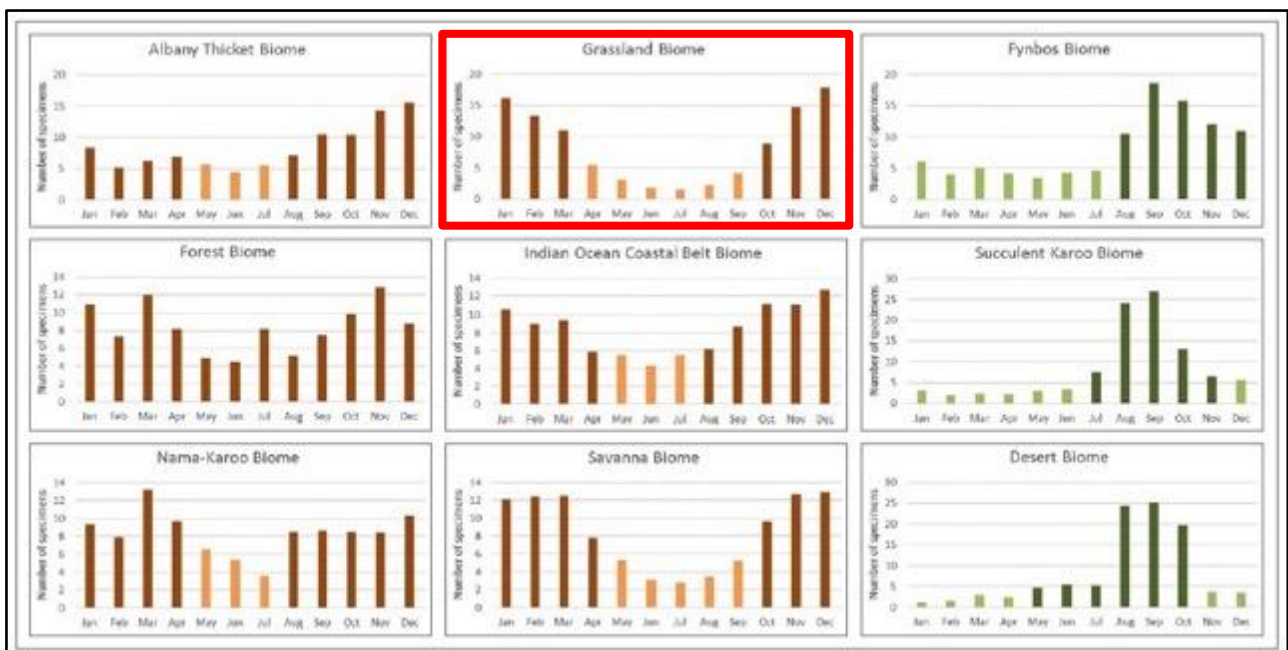 Albany Thicket Biome
Number of specimens
20
15
10
5
0
Jan Feb Mar Apr May Jun Jul Aug Sep Oct Nov Dec
Grassland Biome
Number of specimens
20
15
10
5
0
Jan Feb Mar Apr May Jun Jul Aug Sep Oct Nov Dec
Fynbos Biome
Number of specimens
20
15
10
5
0
Jan Feb Mar Apr May Jun Jul Aug Sep Oct Nov Dec
Forest Biome
Number of specimens
14
12
10
8
6
4
2
0
Jan Feb Mar Apr May Jun Jul Aug Sep Oct Nov Dec
Indian Ocean Coastal Belt Biome
Number of specimens
14
12
10
8
6
4
2
0
Jan Feb Mar Apr May Jun Jul Aug Sep Oct Nov Dec
Succulent Karoo Biome
Number of specimens
30
25
20
15
10
5
0
Jan Feb Mar Apr May Jun Jul Aug Sep Oct Nov Dec
Nama-Karoo Biome
Number of specimens
14
12
10
8
6
4
2
0
Jan Feb Mar Apr May Jun Jul Aug Sep Oct Nov Dec
Savanna Biome
Number of specimens
14
12
10
8
6
4
2
0
Jan Feb Mar Apr May Jun Jul Aug Sep Oct Nov Dec
Desert Biome
Number of specimens
30
25
20
15
10
5
0
Jan Feb Mar Apr May Jun Jul Aug Sep Oct Nov Dec